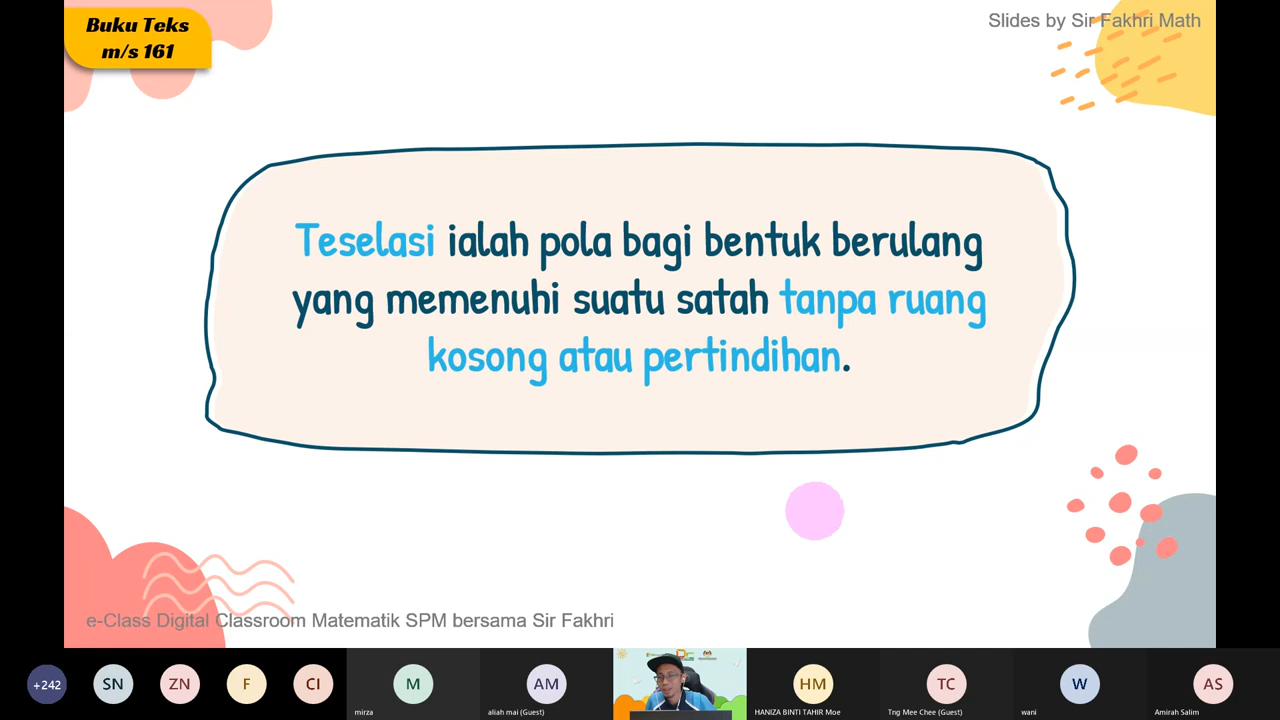 Buku Teks
m/s 161
Slides by Sir Fakhri Math
Teselasi ialah pola bagi bentuk berulang
yang memenuhi suatu satah tanpa ruang
kosong atau pertindihan.
e-Class Digital Classroom Matematik SPM bersama Sir Fakhri
+242
SN
ZN
F
CI
M
mirza
AM
aliah mai (Guest)
HM
HANIZA BINTI TAHIR Moe
TC
Tng Mee Chee (Guest)
W
wani
AS
Amirah Salim